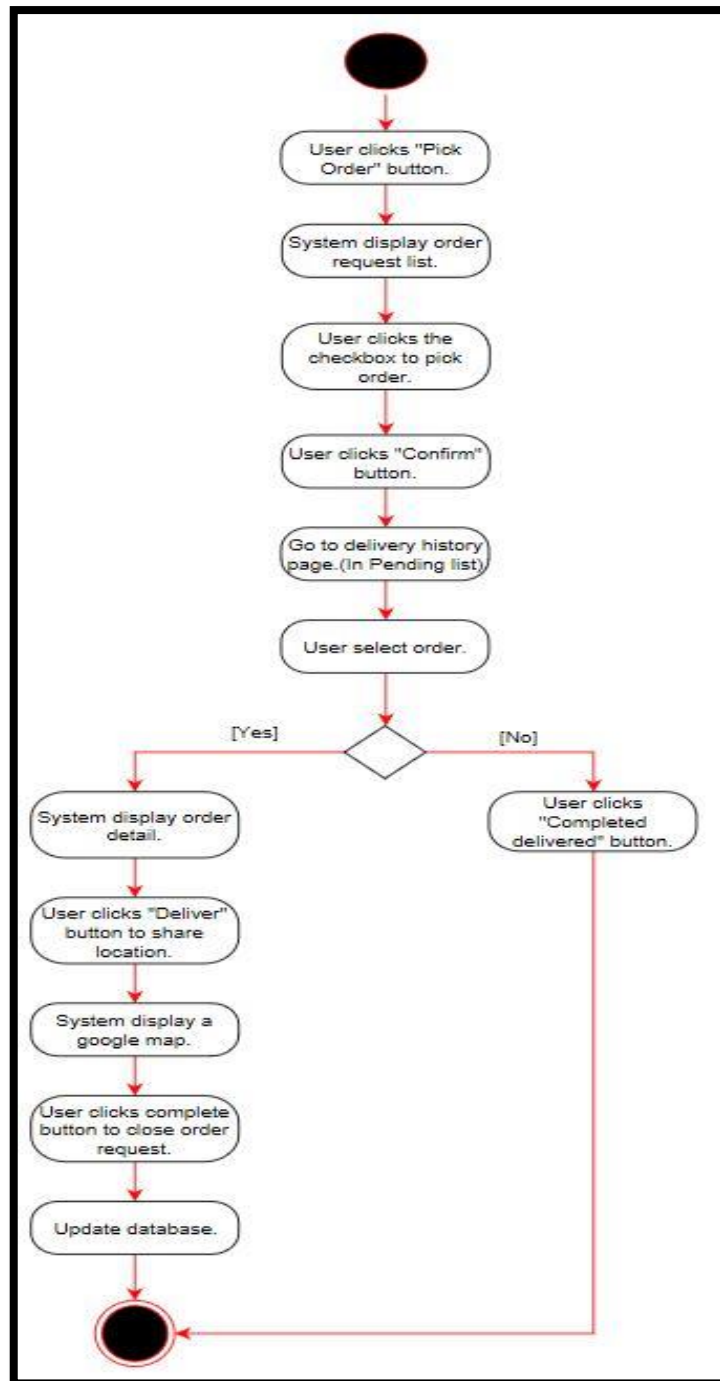 User clicks "Pick
Order" button.
System display order
request list.
User clicks the
checkbox to pick
order.
User clicks "Confirm"
button.
Go to delivery history
page.(In Pending list)
User select order.
[Yes]
[No]
System display order
detail.
User clicks "Deliver"
button to share
location.
System display a
google map.
User clicks complete
button to close order
request.
Update database.
User clicks
"Completed
delivered" button.